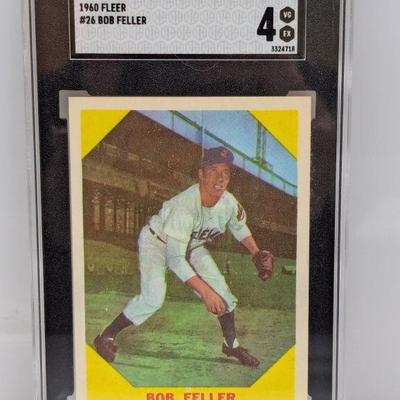 1960 FLEER
#26 BOB FELLER
4
VG
EX
3324718
BOB FELLER